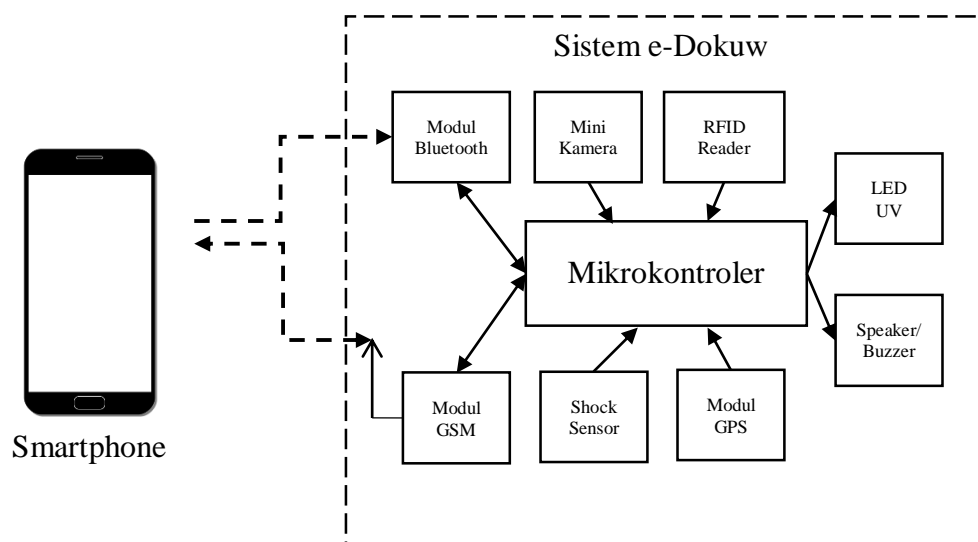 Sistem e-Dokuw
Modul
Bluetooth
Mini
Kamera
RFID
Reader
LED
UV
Mikrokontroler
Speaker/
Buzzer
Modul
GSM
Shock
Sensor
Modul
GPS
Smartphone